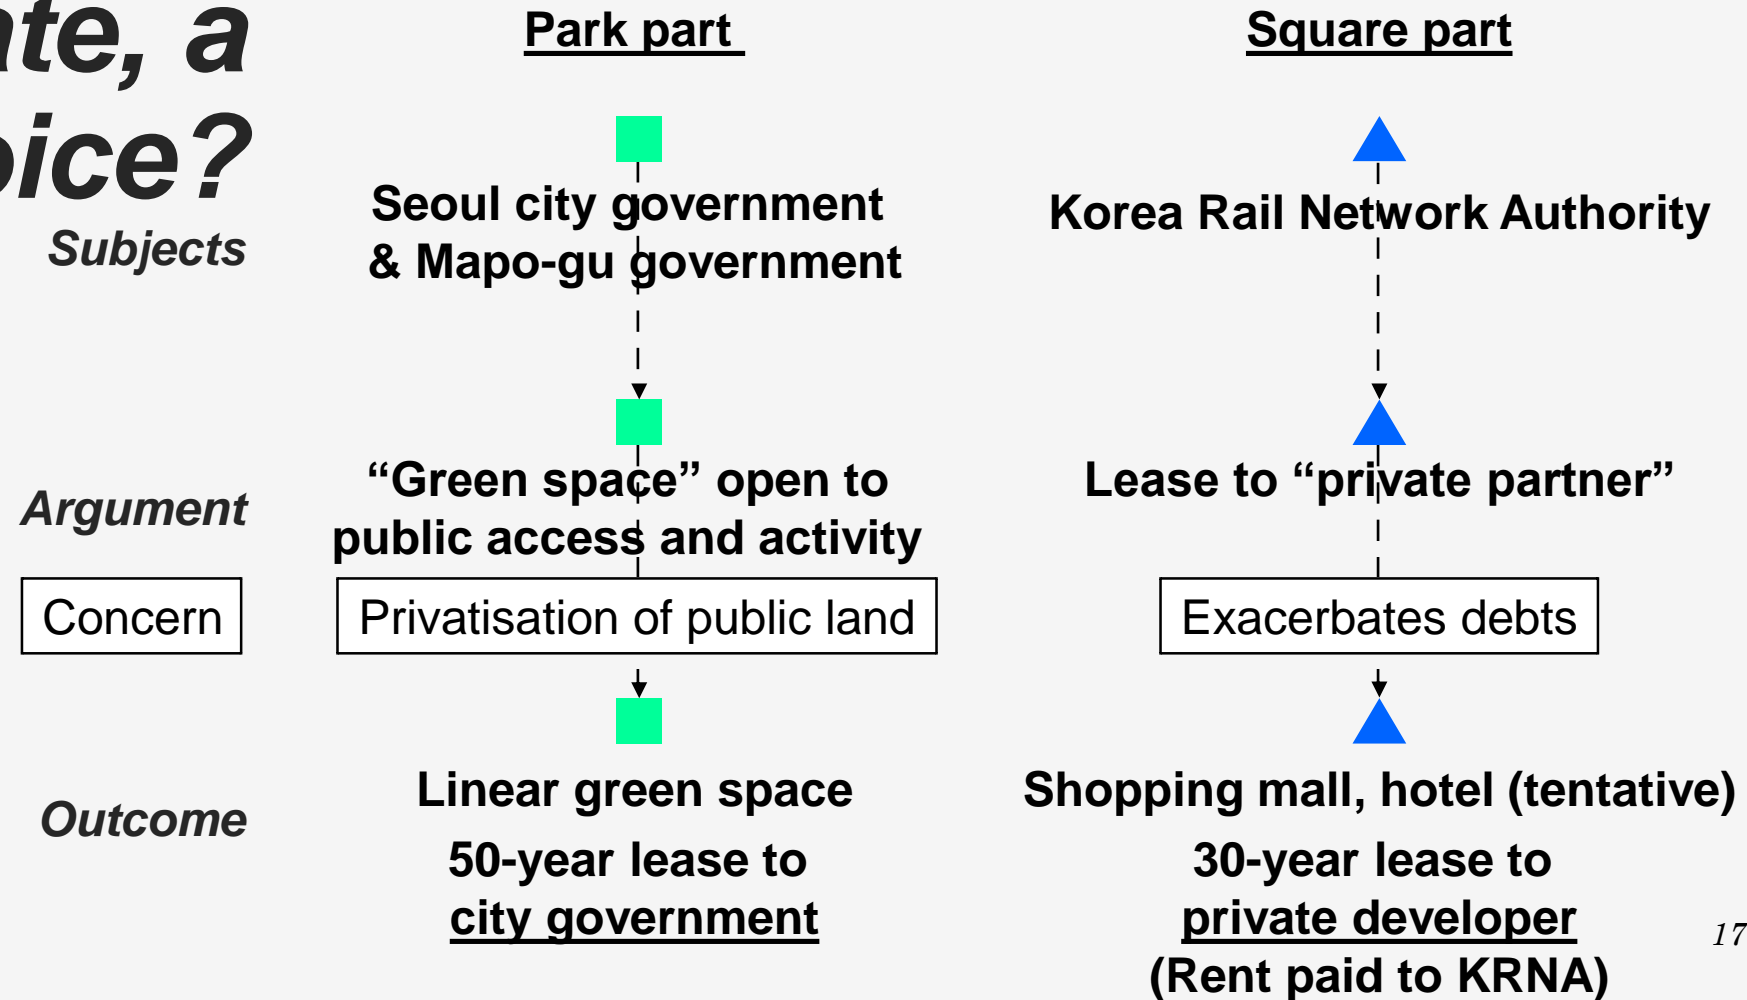 a
Park part
Square part
Subjects
Seoul city government
& Mapo-gu government
Korea Rail Network Authority
Argument
“Green space” open to
public access and activity
Lease to “private partner”
Concern
Privatisation of public land
Exacerbates debts
Outcome
Linear green space
50-year lease to
city government
Shopping mall, hotel (tentative)
30-year lease to
private developer
(Rent paid to KRNA)
17